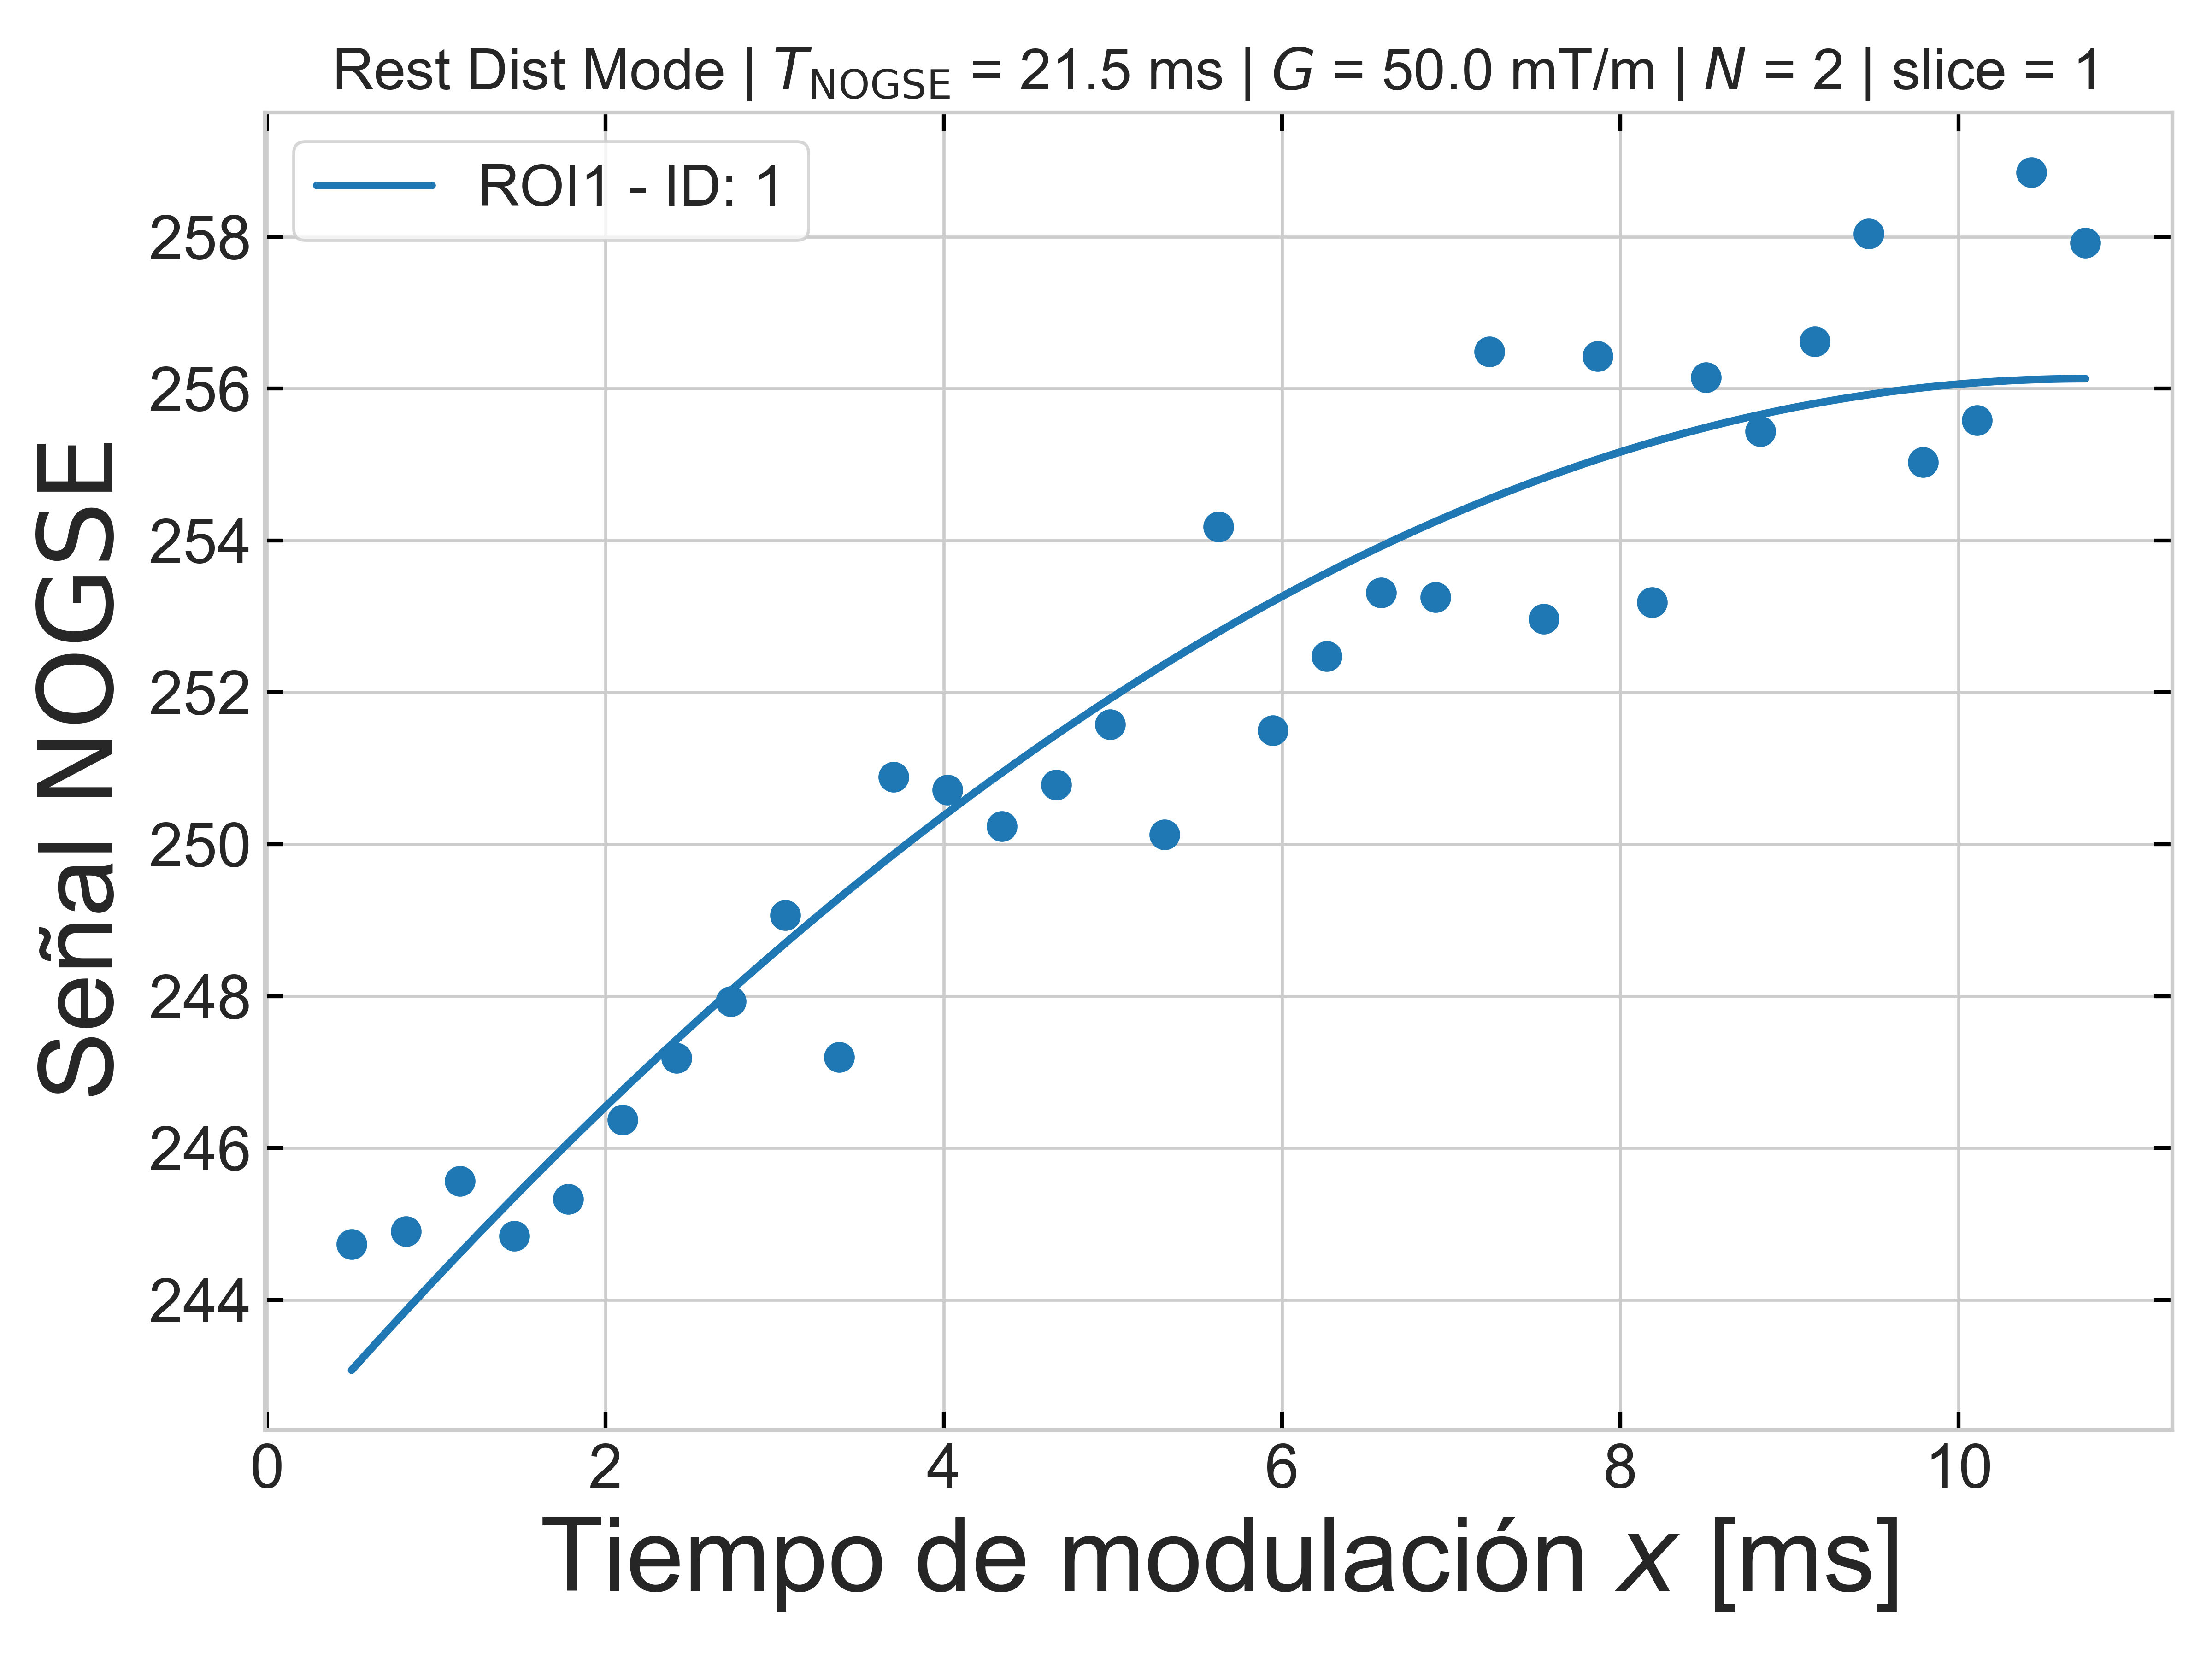 Rest Dist Mode | T_NOGSE = 21.5 ms | G = 50.0 mT/m | N = 2 | slice = 1
ROI1 - ID: 1
258
256
254
252
250
248
246
244
Señal NOGSE
0 2 4 6 8 10
Tiempo de modulación x [ms]